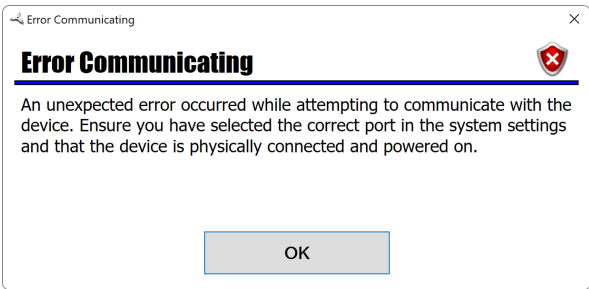 Error Communicating
Error Communicating
An unexpected error occurred while attempting to communicate with the
device. Ensure you have selected the correct port in the system settings
and that the device is physically connected and powered on.
OK